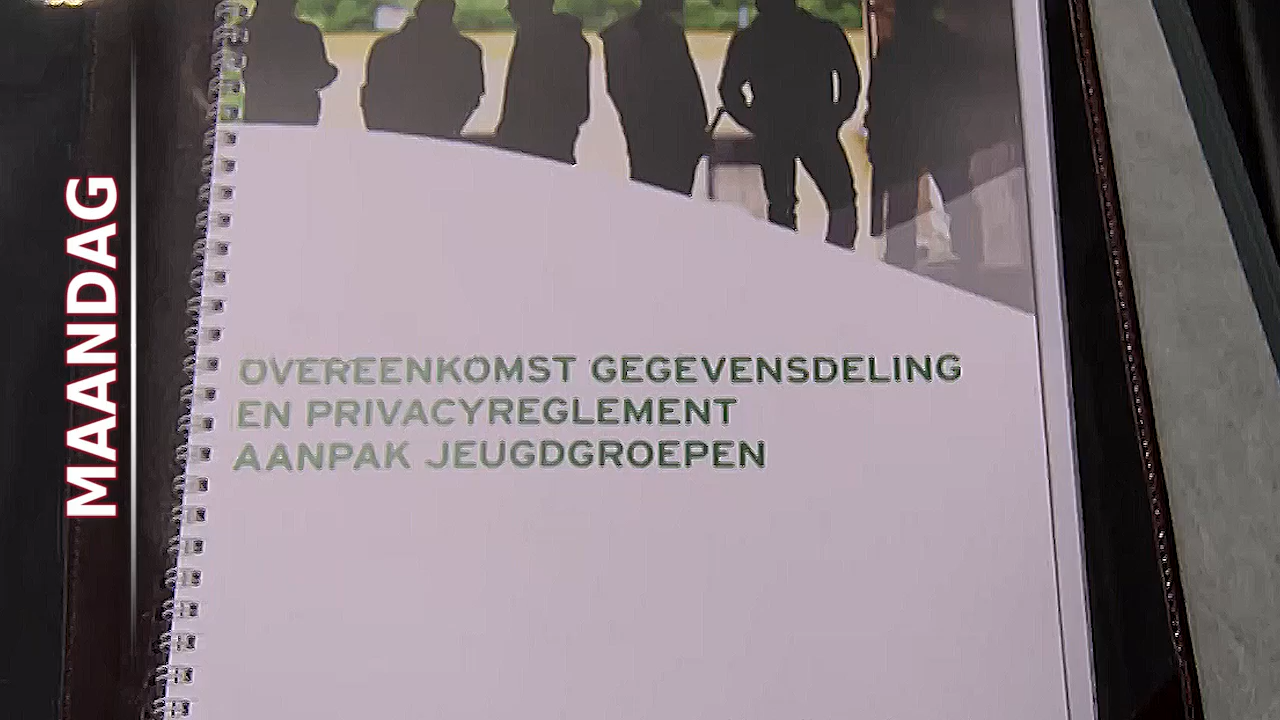 MAANDAG
OVEREENKOMST GEGEVENSDELING
EN PRIVACYREGLEMENT
AANPAK JEUGDGROEPEN